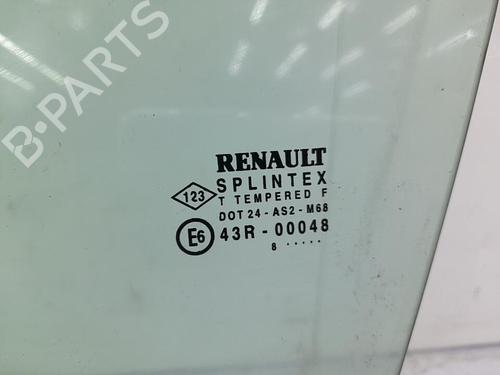 B-PARTS
RENAULT
SPLINTEX
123 T TEMPERED F
DOT 24-AS2-M68
E6 43R-00048
8 .....